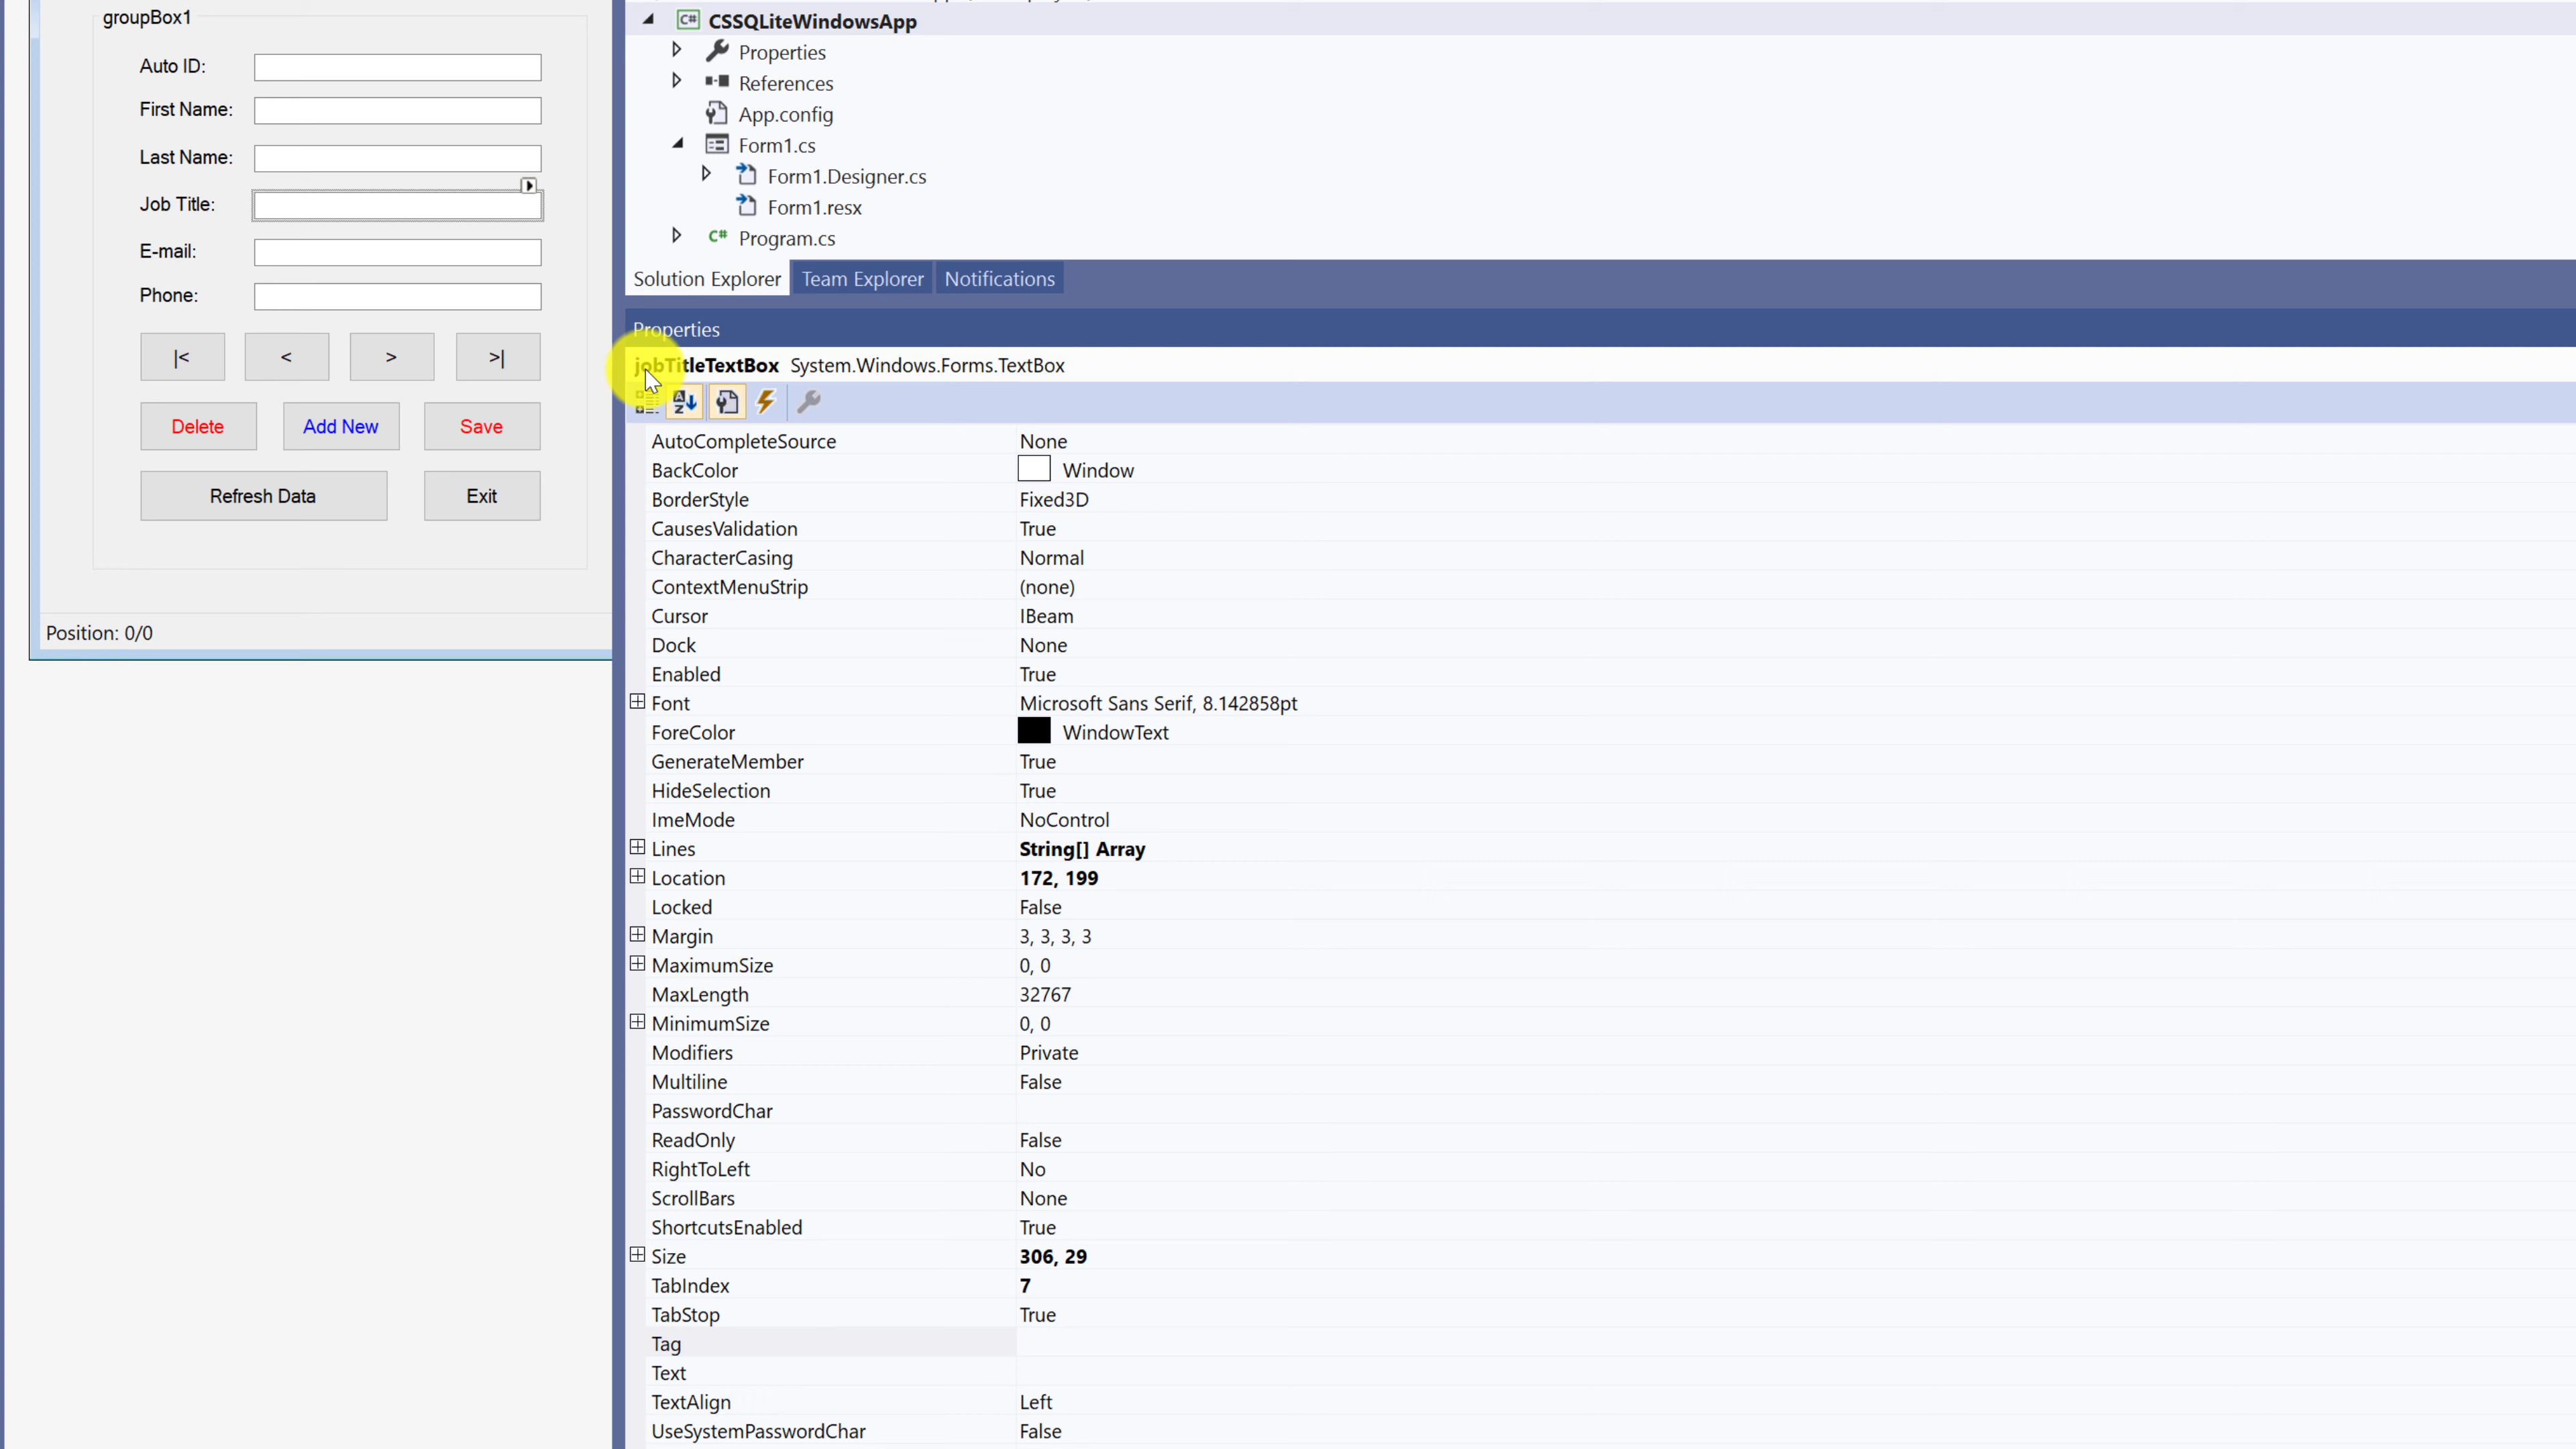 groupBox1
Auto ID:
First Name:
Last Name:
Job Title:
E-mail:
Phone:
|<
<
>
>|
Delete
Add New
Save
Refresh Data
Exit
Position: 0/0
C# CSSQLiteWindowsApp
Properties
References
App.config
Form1.cs
Form1.Designer.cs
Form1.resx
C# Program.cs
Solution Explorer Team Explorer Notifications
Properties
jobTitleTextBox System.Windows.Forms.TextBox
AutoCompleteSource None
BackColor Window
BorderStyle Fixed3D
CausesValidation True
CharacterCasing Normal
ContextMenuStrip (none)
Cursor IBeam
Dock None
Enabled True
Font Microsoft Sans Serif, 8.142858pt
ForeColor WindowText
GenerateMember True
HideSelection True
ImeMode NoControl
Lines String[] Array
Location 172, 199
Locked False
Margin 3, 3, 3, 3
MaximumSize 0, 0
MaxLength 32767
MinimumSize 0, 0
Modifiers Private
Multiline False
PasswordChar
ReadOnly False
RightToLeft No
ScrollBars None
ShortcutsEnabled True
Size 306, 29
TabIndex 7
TabStop True
Tag
Text
TextAlign Left
UseSystemPasswordChar False